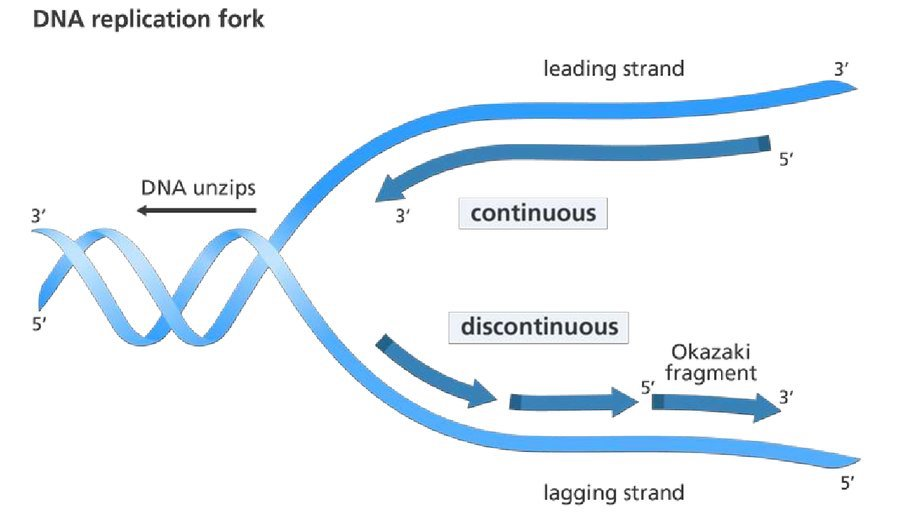 DNA replication fork
leading strand
3′
5′
DNA unzips
3′
3′
continuous
5′
discontinuous
Okazaki
fragment
5′
3′
lagging strand
5′